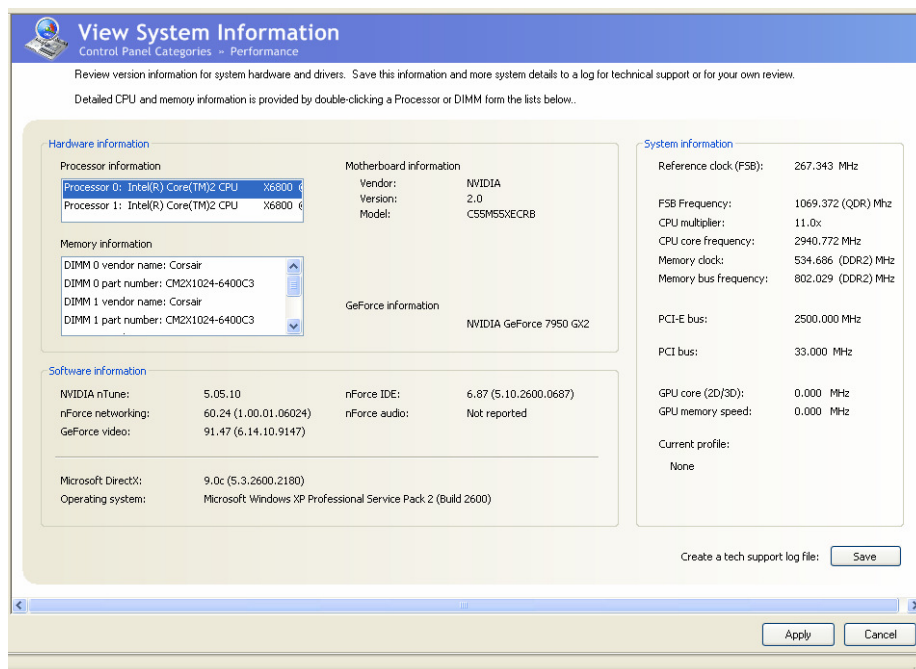 View System Information
Control Panel Categories » Performance
Review version information for system hardware and drivers. Save this information and more system details to a log for technical support or for your own review.
Detailed CPU and memory information is provided by double-clicking a Processor or DIMM form the lists below..
Hardware information
Processor information
Processor 0: Intel(R) Core(TM)2 CPU X6800
Processor 1: Intel(R) Core(TM)2 CPU X6800
Memory information
DIMM 0 vendor name: Corsair
DIMM 0 part number: CM2X1024-6400C3
DIMM 1 vendor name: Corsair
DIMM 1 part number: CM2X1024-6400C3
Motherboard information
Vendor: NVIDIA
Version: 2.0
Model: C55M55XECRB
GeForce information
NVIDIA GeForce 7950 GX2
Software information
NVIDIA nTune: 5.05.10
nForce networking: 60.24 (1.00.01.06024)
GeForce video: 91.47 (6.14.10.9147)
nForce IDE: 6.87 (5.10.2600.0687)
nForce audio: Not reported
Microsoft DirectX: 9.0c (5.3.2600.2180)
Operating system: Microsoft Windows XP Professional Service Pack 2 (Build 2600)
System information
Reference clock (FSB): 267.343 MHz
FSB Frequency: 1069.372 (QDR) Mhz
CPU multiplier: 11.0x
CPU core frequency: 2940.772 MHz
Memory clock: 534.686 (DDR2) MHz
Memory bus frequency: 802.029 (DDR2) MHz
PCI-E bus: 2500.000 MHz
PCI bus: 33.000 MHz
GPU core (2D/3D): 0.000 MHz
GPU memory speed: 0.000 MHz
Current profile:
None
Create a tech support log file: Save
Apply Cancel